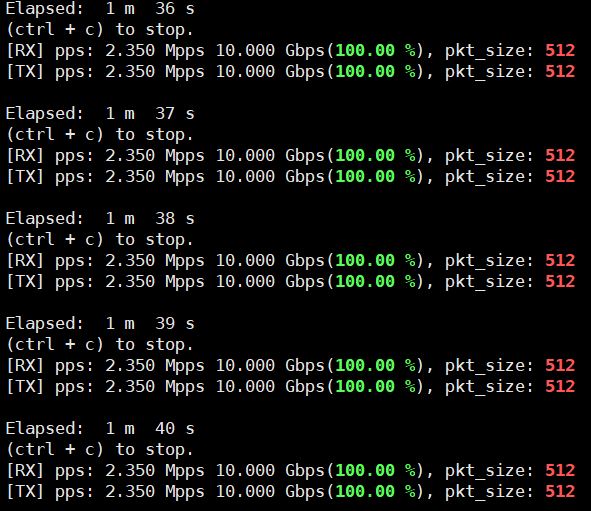 Elapsed:  1 m  36 s
(ctrl + c) to stop.
[RX] pps: 2.350 Mpps 10.000 Gbps(100.00 %), pkt_size: 512
[TX] pps: 2.350 Mpps 10.000 Gbps(100.00 %), pkt_size: 512

Elapsed:  1 m  37 s
(ctrl + c) to stop.
[RX] pps: 2.350 Mpps 10.000 Gbps(100.00 %), pkt_size: 512
[TX] pps: 2.350 Mpps 10.000 Gbps(100.00 %), pkt_size: 512

Elapsed:  1 m  38 s
(ctrl + c) to stop.
[RX] pps: 2.350 Mpps 10.000 Gbps(100.00 %), pkt_size: 512
[TX] pps: 2.350 Mpps 10.000 Gbps(100.00 %), pkt_size: 512

Elapsed:  1 m  39 s
(ctrl + c) to stop.
[RX] pps: 2.350 Mpps 10.000 Gbps(100.00 %), pkt_size: 512
[TX] pps: 2.350 Mpps 10.000 Gbps(100.00 %), pkt_size: 512

Elapsed:  1 m  40 s
(ctrl + c) to stop.
[RX] pps: 2.350 Mpps 10.000 Gbps(100.00 %), pkt_size: 512
[TX] pps: 2.350 Mpps 10.000 Gbps(100.00 %), pkt_size: 512